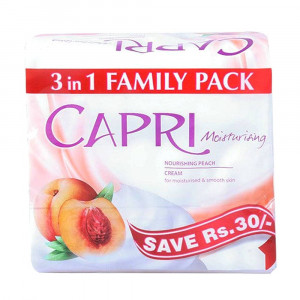 CAPRI
3 in 1 FAMILY PACK
CAPRI Moisturising
NOURISHING PEACH
CREAM
for moisturized & smooth skin
SAVE Rs.30/-